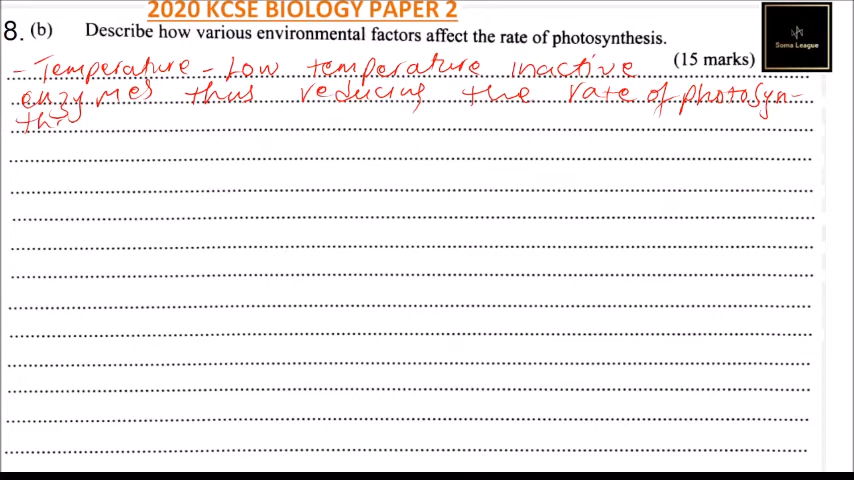 2020 KCSE BIOLOGY PAPER 2
8. (b) Describe how various environmental factors affect the rate of photosynthesis.
(15 marks)
Soma League
- Temperature - Low temperature inactive
enzymes thus reducing the rate of photosyn-
thi